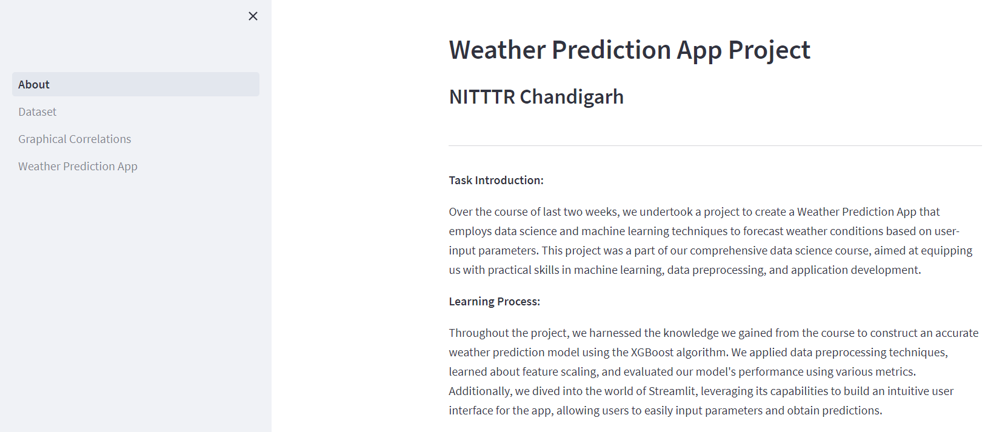 About
Dataset
Graphical Correlations
Weather Prediction App
Weather Prediction App Project
NITTTR Chandigarh
Task Introduction:
Over the course of last two weeks, we undertook a project to create a Weather Prediction App that
employs data science and machine learning techniques to forecast weather conditions based on user-
input parameters. This project was a part of our comprehensive data science course, aimed at equipping
us with practical skills in machine learning, data preprocessing, and application development.
Learning Process:
Throughout the project, we harnessed the knowledge we gained from the course to construct an accurate
weather prediction model using the XGBoost algorithm. We applied data preprocessing techniques,
learned about feature scaling, and evaluated our model's performance using various metrics.
Additionally, we dived into the world of Streamlit, leveraging its capabilities to build an intuitive user
interface for the app, allowing users to easily input parameters and obtain predictions.